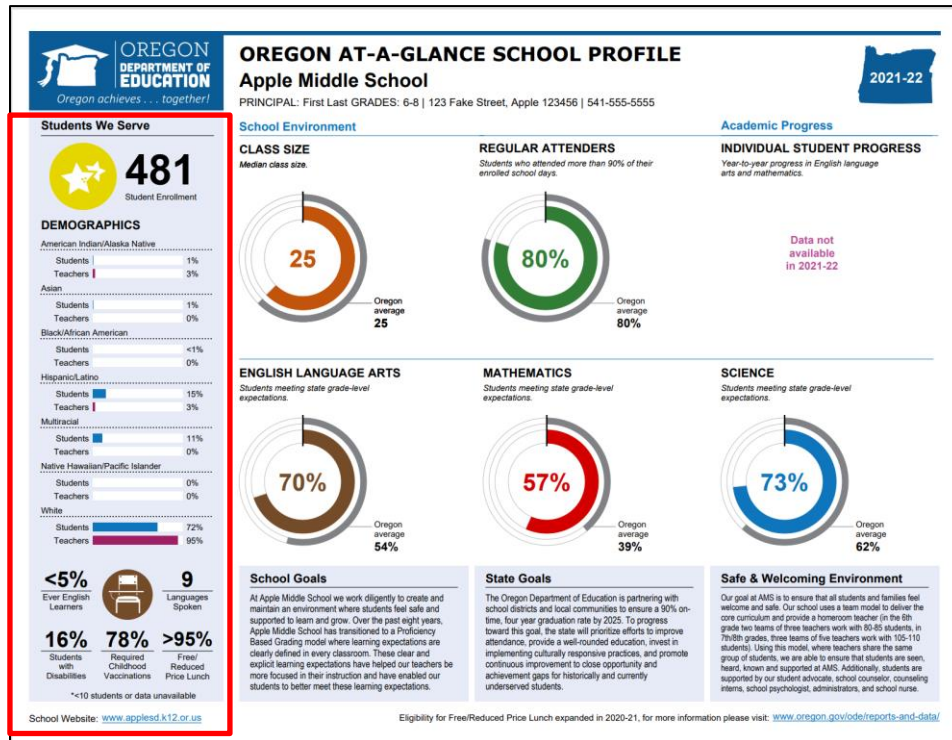 OREGON
DEPARTMENT OF
EDUCATION
Oregon achieves . . . together!
OREGON AT-A-GLANCE SCHOOL PROFILE
Apple Middle School
PRINCIPAL: First Last GRADES: 6-8 | 123 Fake Street, Apple 123456 | 541-555-5555
2021-22
Students We Serve
481
Student Enrollment
DEMOGRAPHICS
American Indian/Alaska Native
Students 1%
Teachers 3%
Asian
Students 1%
Teachers 0%
Black/African American
Students <1%
Teachers 0%
Hispanic/Latino
Students 15%
Teachers 3%
Multiracial
Students 11%
Teachers 0%
Native Hawaiian/Pacific Islander
Students 0%
Teachers 0%
White
Students 72%
Teachers 95%
<5%
Ever English
Learners
9
Languages
Spoken
16%
Students
with
Disabilities
78%
Required
Childhood
Vaccinations
>95%
Free/
Reduced
Price Lunch
*<10 students or data unavailable
School Environment
CLASS SIZE
Median class size.
25
Oregon
average
25
REGULAR ATTENDERS
Students who attended more than 90% of their
enrolled school days.
80%
Oregon
average
80%
Academic Progress
INDIVIDUAL STUDENT PROGRESS
Year-to-year progress in English language
arts and mathematics.
Data not
available
in 2021-22
ENGLISH LANGUAGE ARTS
Students meeting state grade-level
expectations.
70%
Oregon
average
54%
MATHEMATICS
Students meeting state grade-level
expectations.
57%
Oregon
average
39%
SCIENCE
Students meeting state grade-level
expectations.
73%
Oregon
average
62%
School Goals
At Apple Middle School we work diligently to create and
maintain an environment where students feel safe and
supported to learn and grow. Over the past eight years,
Apple Middle School has transitioned to a Proficiency
Based Grading model where learning expectations are
clearly defined in every classroom. These clear and
explicit learning expectations have helped our teachers be
more focused in their instruction and have enabled our
students to better meet these learning expectations.
State Goals
The Oregon Department of Education is partnering with
school districts and local communities to ensure a 90% on-
time, four year graduation rate by 2025. To progress
toward this goal, the state will prioritize efforts to improve
attendance, provide a well-rounded education, invest in
implementing culturally responsive practices, and promote
continuous improvement to close opportunity and
achievement gaps for historically and currently
underserved students.
Safe & Welcoming Environment
Our goal at AMS is to ensure that all students and families feel
welcome and safe. Our school uses a team model to deliver the
core curriculum and provide a homeroom teacher (in the 6th
grade two teams of three teachers work with 80-85 students, in
7th/8th grades, three teams of five teachers work with 105-110
students). Using this model, where teachers share the same
group of students, we are able to ensure that students are seen,
heard, known and supported at AMS. Additionally, students are
supported by our student advocate, school counselor, counseling
interns, school psychologist, administrators, and school nurse.
School Website: www.applesd.k12.or.us
Eligibility for Free/Reduced Price Lunch expanded in 2020-21, for more information please visit: www.oregon.gov/ode/reports-and-data/